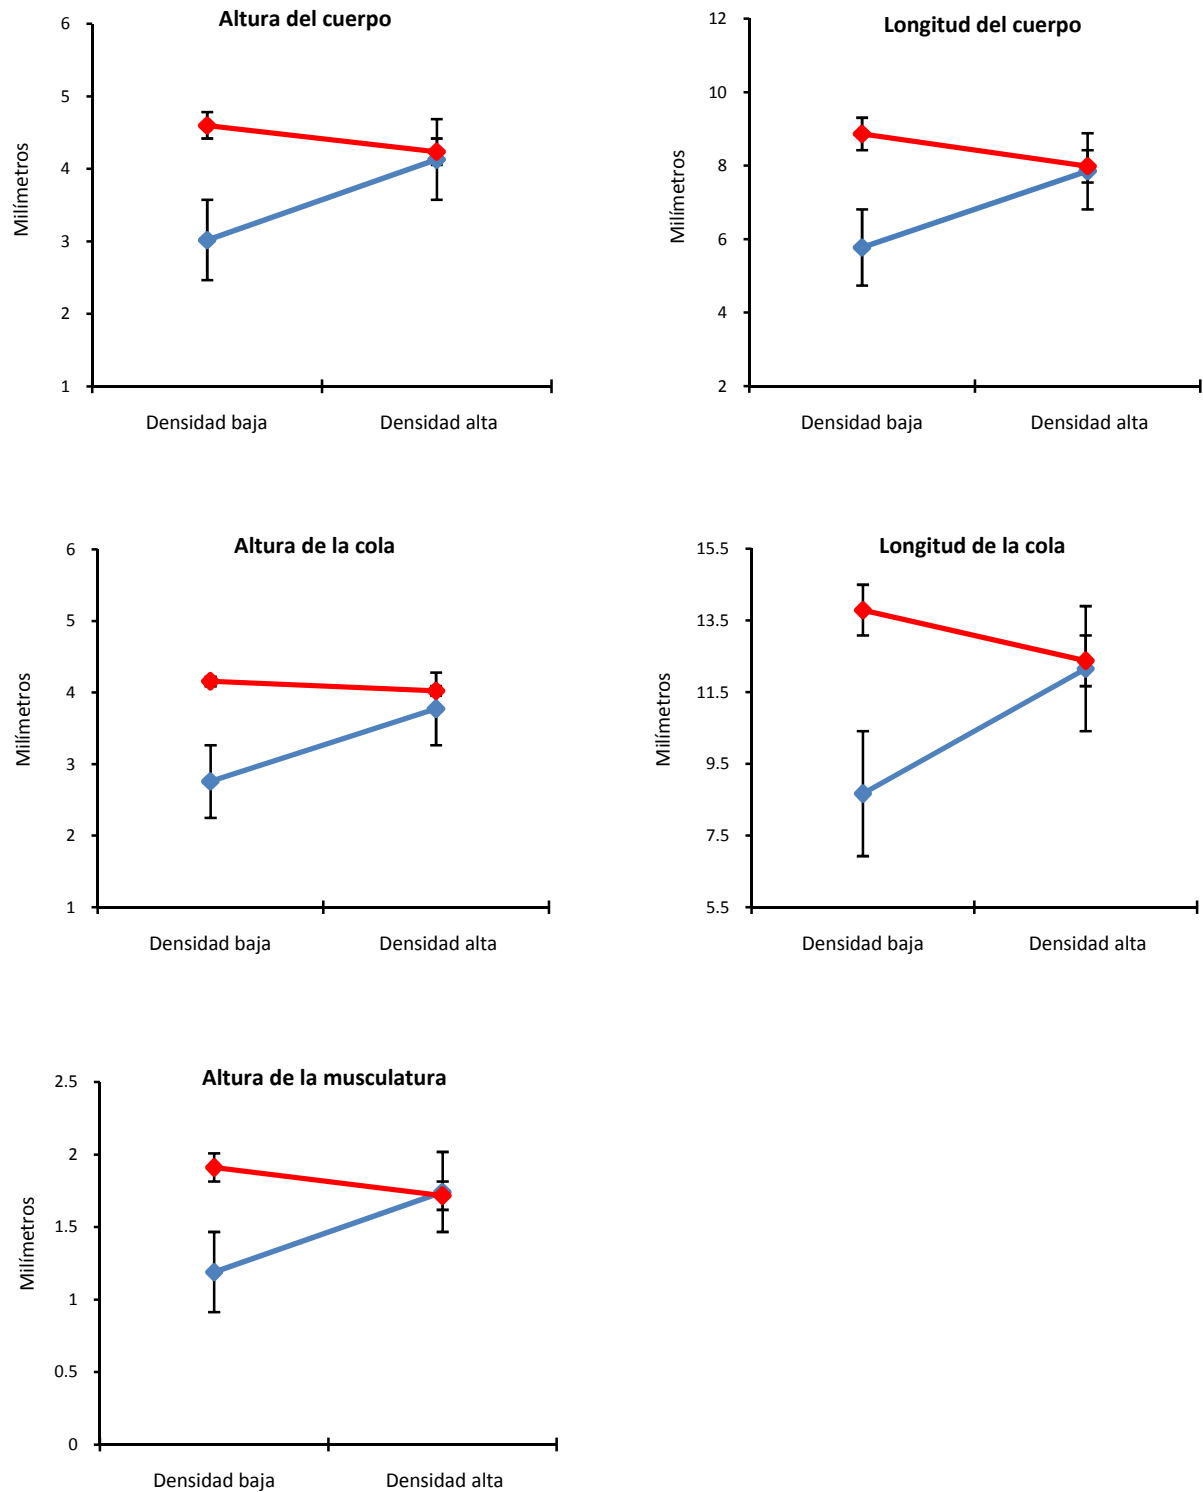 Altura del cuerpo
6
5
4
3
2
1
Milímetros
Densidad baja
Densidad alta
Longitud del cuerpo
12
10
8
6
4
2
Milímetros
Densidad baja
Densidad alta
Altura de la cola
6
5
4
3
2
1
Milímetros
Densidad baja
Densidad alta
Longitud de la cola
15.5
13.5
11.5
9.5
7.5
5.5
Milímetros
Densidad baja
Densidad alta
Altura de la musculatura
2.5
2
1.5
1
0.5
0
Milímetros
Densidad baja
Densidad alta